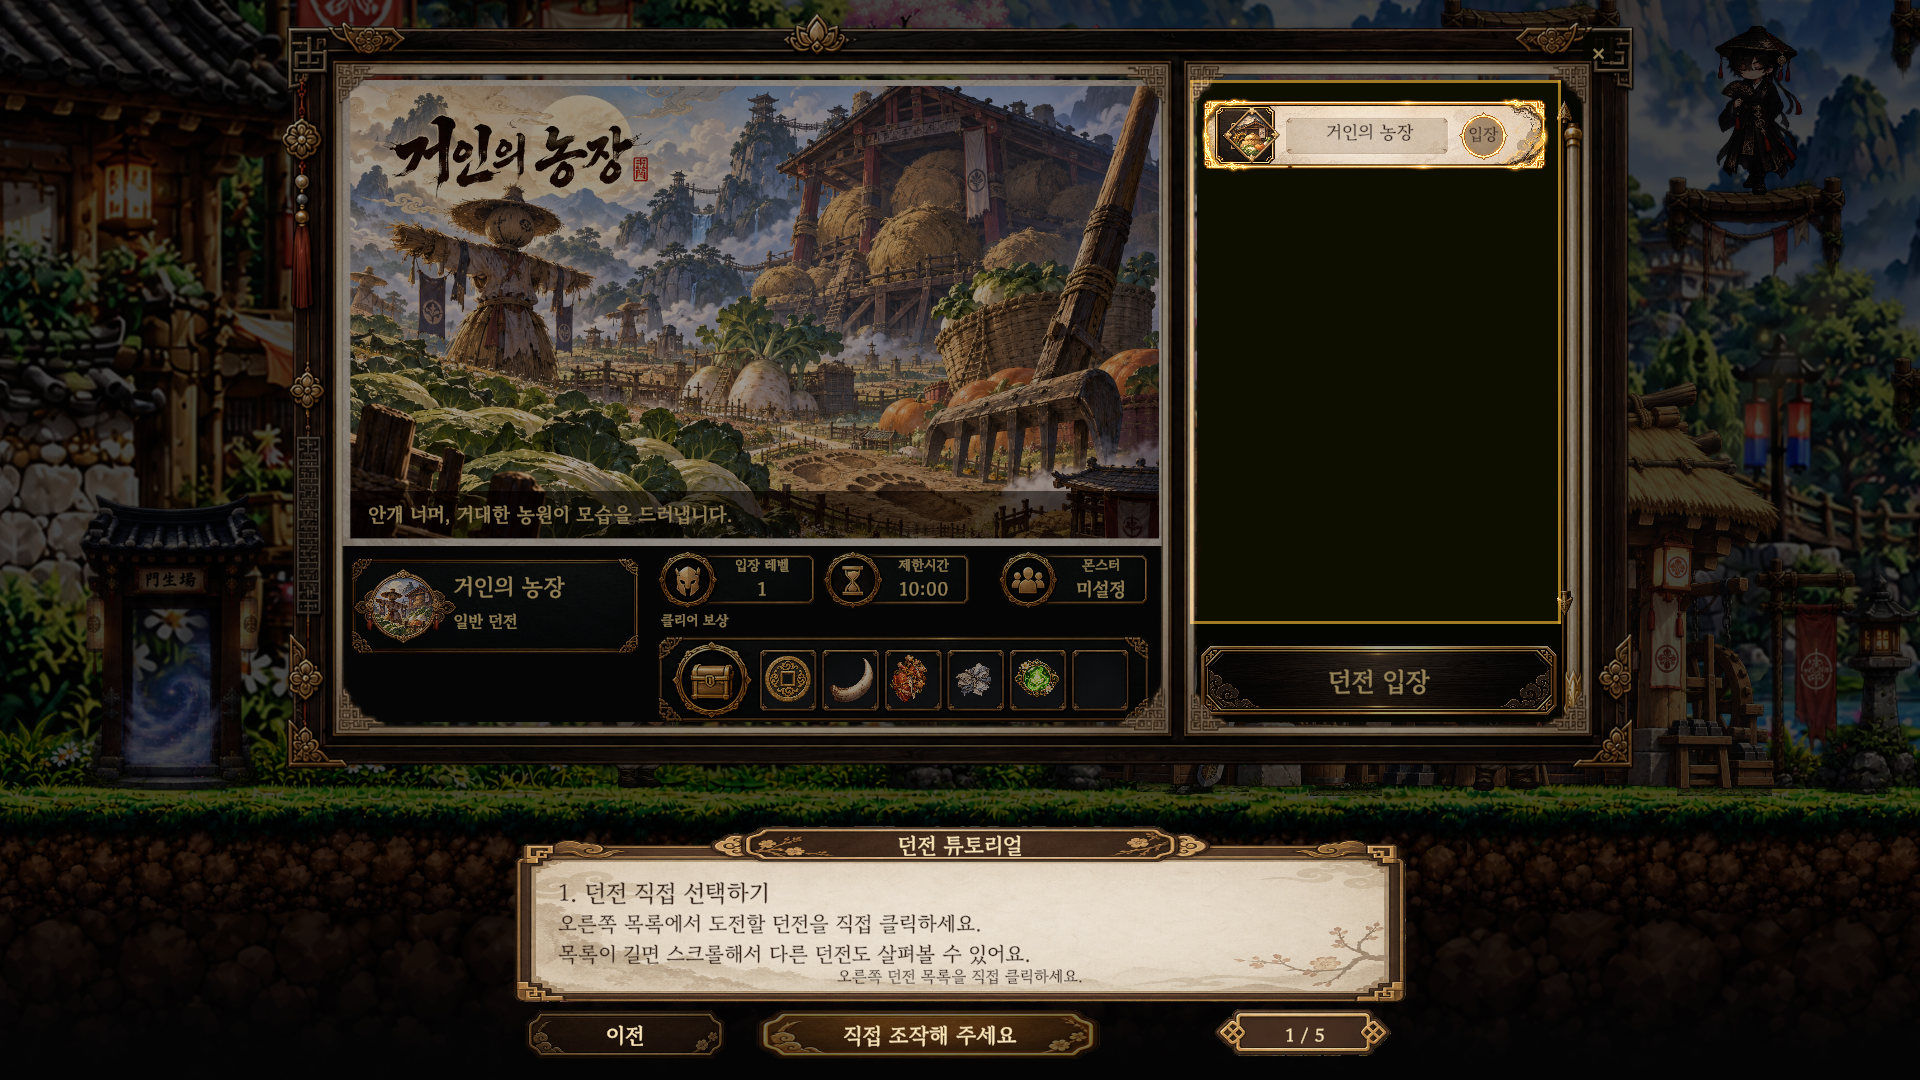 거인의 농장
안개 너머, 거대한 농원이 모습을 드러냅니다.
거인의 농장
일반 던전
입장 레벨
1
제한시간
10:00
몬스터
미설정
클리어 보상
거인의 농장
입장
던전 입장
門生場
던전 튜토리얼
1. 던전 직접 선택하기
오른쪽 목록에서 도전할 던전을 직접 클릭하세요.
목록이 길면 스크롤해서 다른 던전도 살펴볼 수 있어요.
오른쪽 던전 목록을 직접 클릭하세요.
이전
직접 조작해 주세요
1 / 5